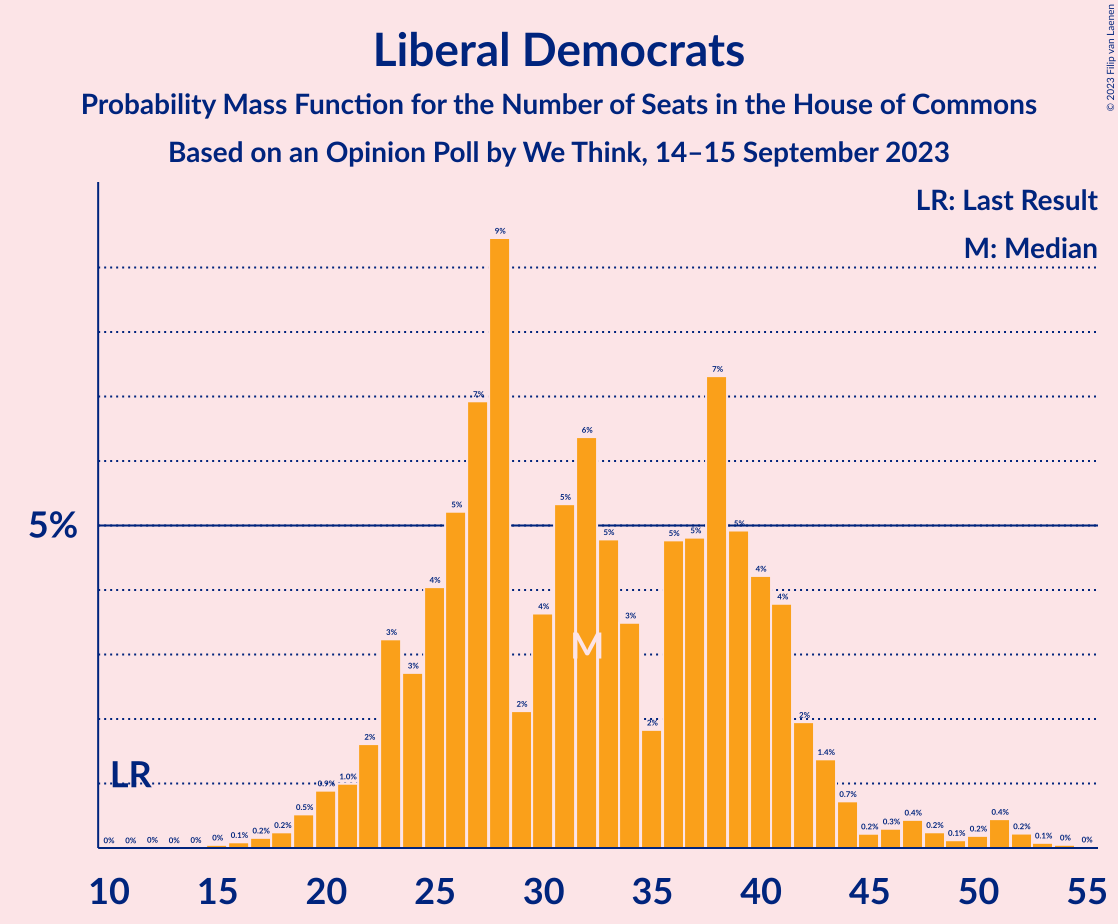 © 2023 Filip van Laenen
Liberal Democrats
Probability Mass Function for the Number of Seats in the House of Commons
Based on an Opinion Poll by We Think, 14–15 September 2023
LR: Last Result
M: Median
5%
0% 0% 0% 0% 0% 0% 0.1% 0.2% 0.2% 0.5% 0.9% 1.0% 2% 3% 3% 4% 5% 7% 9% 2% 4% 5% 6% 5% 3% 2% 5% 5% 7% 5% 4% 4% 2% 1.4% 0.7% 0.2% 0.3% 0.4% 0.2% 0.1% 0.2% 0.4% 0.2% 0.1% 0% 0%
M
LR
10 15 20 25 30 35 40 45 50 55